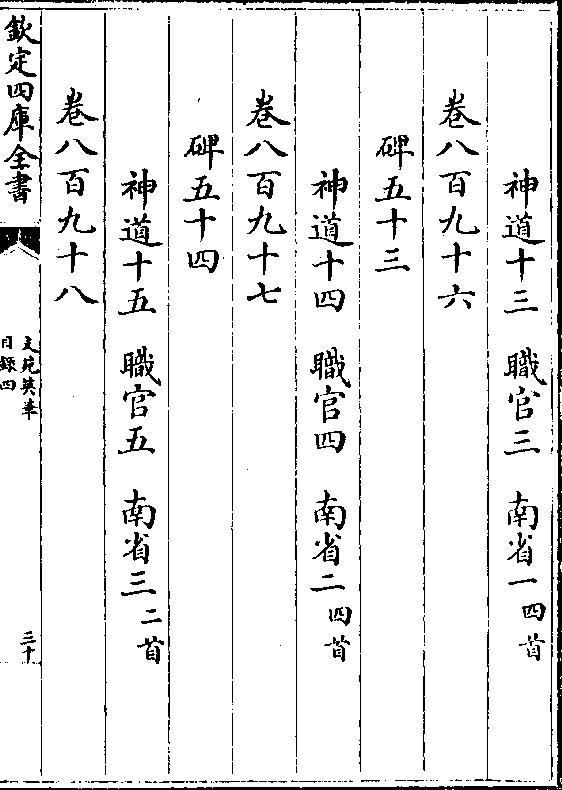 神道十三　職官三　南省一四首
卷八百九十六
碑五十三
神道十四　職官四　南省二四首
卷八百九十七
碑五十四
神道十五　職官五　南省三二首
卷八百九十八
欽定四庫全書
文苑英華
目録四
三十